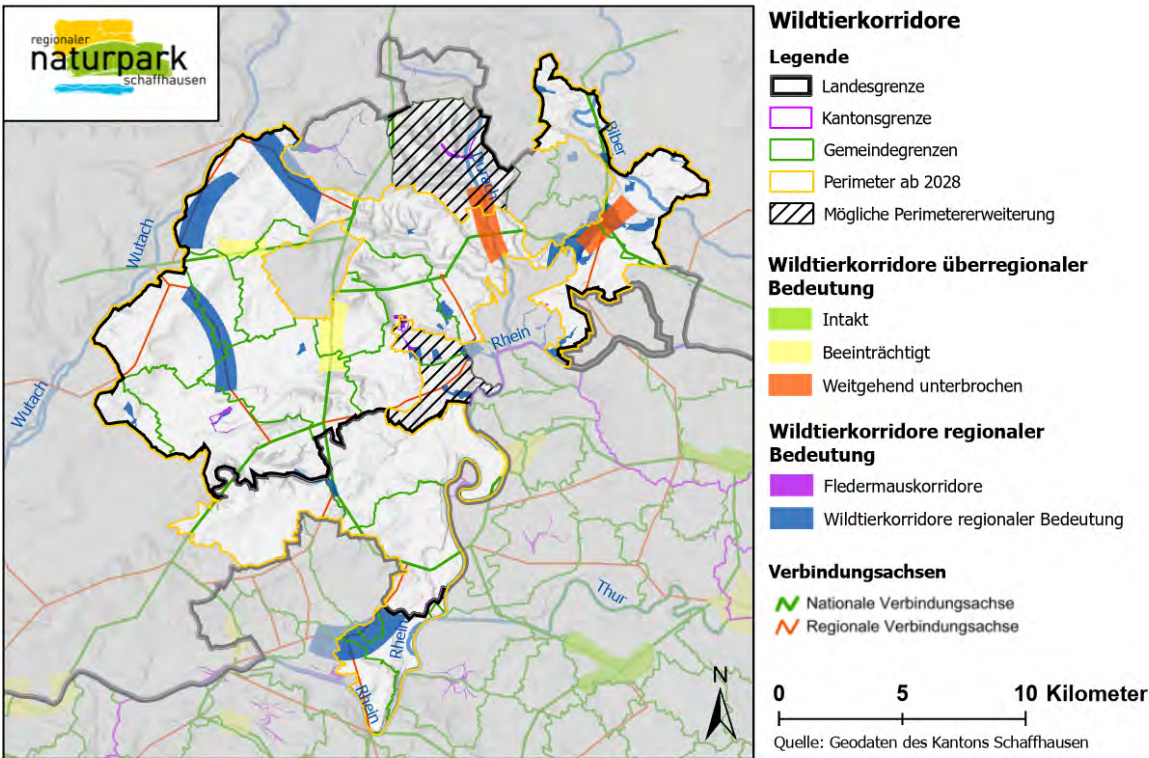 regionaler
naturpark
schaffhausen
Wutach
Wutach
Durach
Biber
Rhein
Thur
Rhein
Rhein
N
Wildtierkorridore
Legende
Landesgrenze
Kantonsgrenze
Gemeindegrenzen
Perimeter ab 2028
Mögliche Perimetererweiterung
Wildtierkorridore überregionaler
Bedeutung
Intakt
Beeinträchtigt
Weitgehend unterbrochen
Wildtierkorridore regionaler
Bedeutung
Fledermauskorridore
Wildtierkorridore regionaler Bedeutung
Verbindungsachsen
Nationale Verbindungsachse
Regionale Verbindungsachse
0 5 10 Kilometer
Quelle: Geodaten des Kantons Schaffhausen